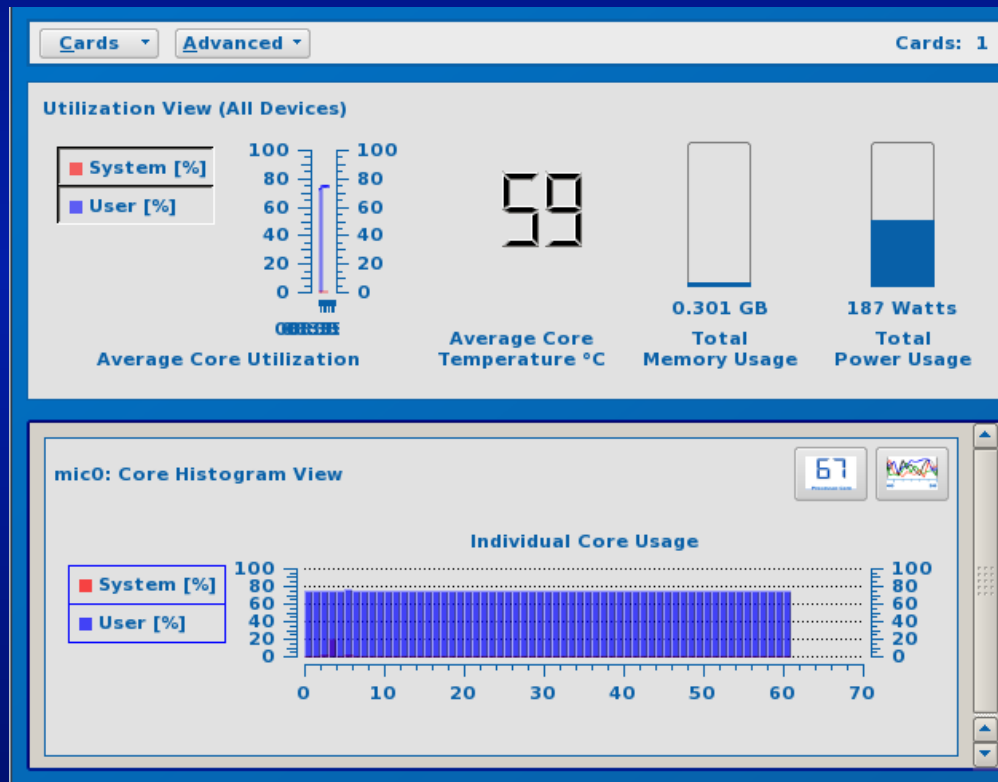 Cards Advanced Cards: 1
Utilization View (All Devices)
System [%]
User [%]
100 100
80 80
60 60
40 40
20 20
0 0
Average Core Utilization
59
Average Core
Temperature °C
0.301 GB
Total
Memory Usage
187 Watts
Total
Power Usage
mic0: Core Histogram View
67
Individual Core Usage
System [%]
User [%]
100 100
80 80
60 60
40 40
20 20
0 0
0 10 20 30 40 50 60 70